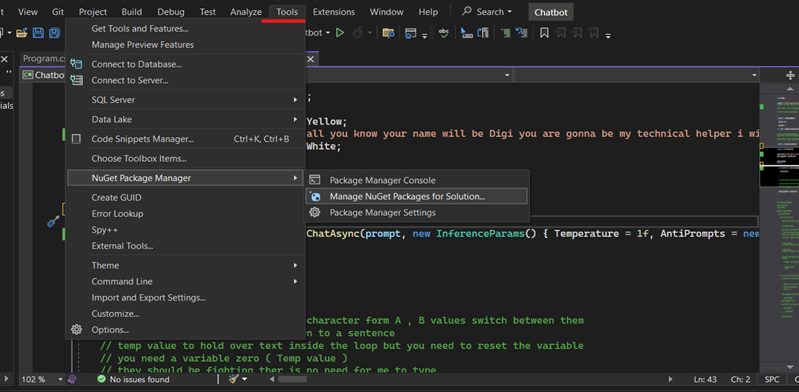 View Git Project Build Debug Test Analyze Tools Extensions Window Help Search Chatbot
Get Tools and Features...
Manage Preview Features
Program.cs
Connect to Database...
Chatbot
Connect to Server...
SQL Server
;
Data Lake
Yellow;
all you know your name will be Digi you are gonna be my technical helper i wi
Code Snippets Manager... Ctrl+K, Ctrl+B
White;
Choose Toolbox Items...
NuGet Package Manager
Package Manager Console
Create GUID
Manage NuGet Packages for Solution...
Error Lookup
Package Manager Settings
Spy++
ChatAsync(prompt, new InferenceParams() { Temperature = 1f, AntiPrompts = new
External Tools...
Theme
Command Line
Import and Export Settings...
Customize...
character form A , B values switch between them
Options...
n to a sentence
// temp value to hold over text inside the loop but you need to reset the variable
// you need a variable zero ( Temp value )
// they should be fighting ther is no need for me to type
102 % No issues found Ln: 43 Ch: 2 SPC